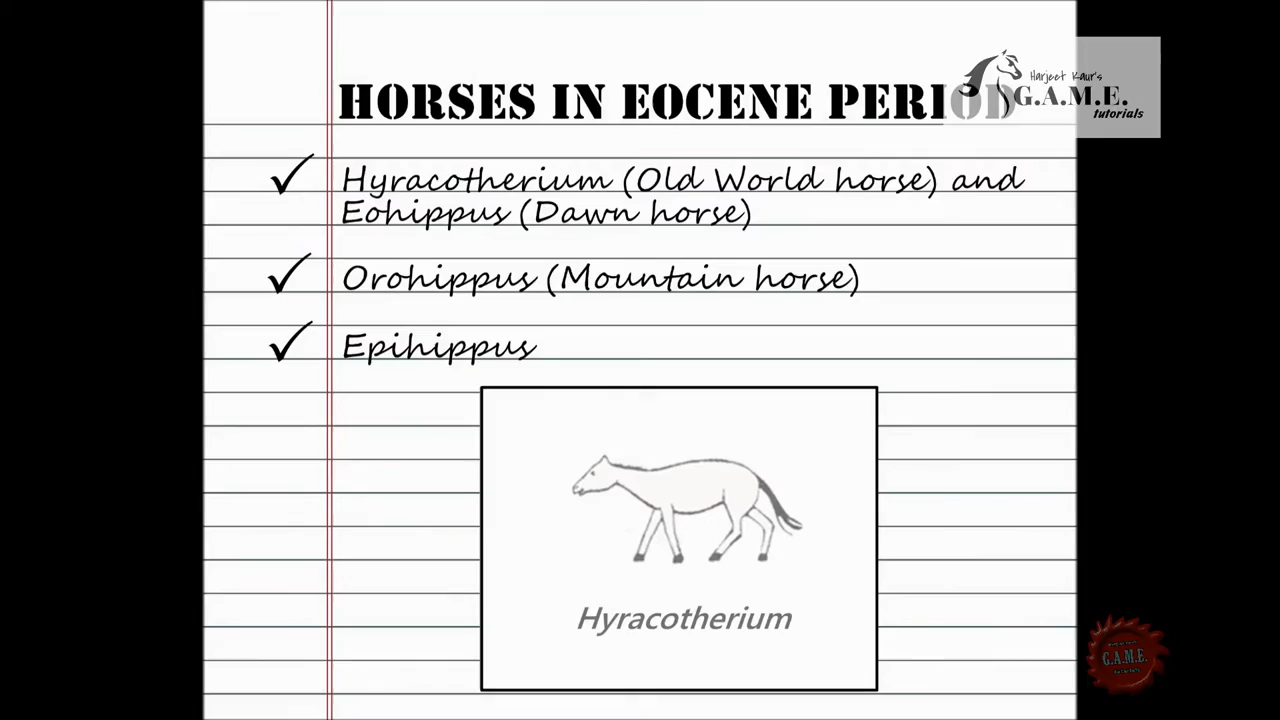 HORSES IN EOCENE PERIOD
Harjeet Kaur's
G.A.M.E.
tutorials
Hyracotherium (Old World horse) and
Eohippus (Dawn horse)
Orohippus (Mountain horse)
Epihippus
Hyracotherium
G.A.M.E.